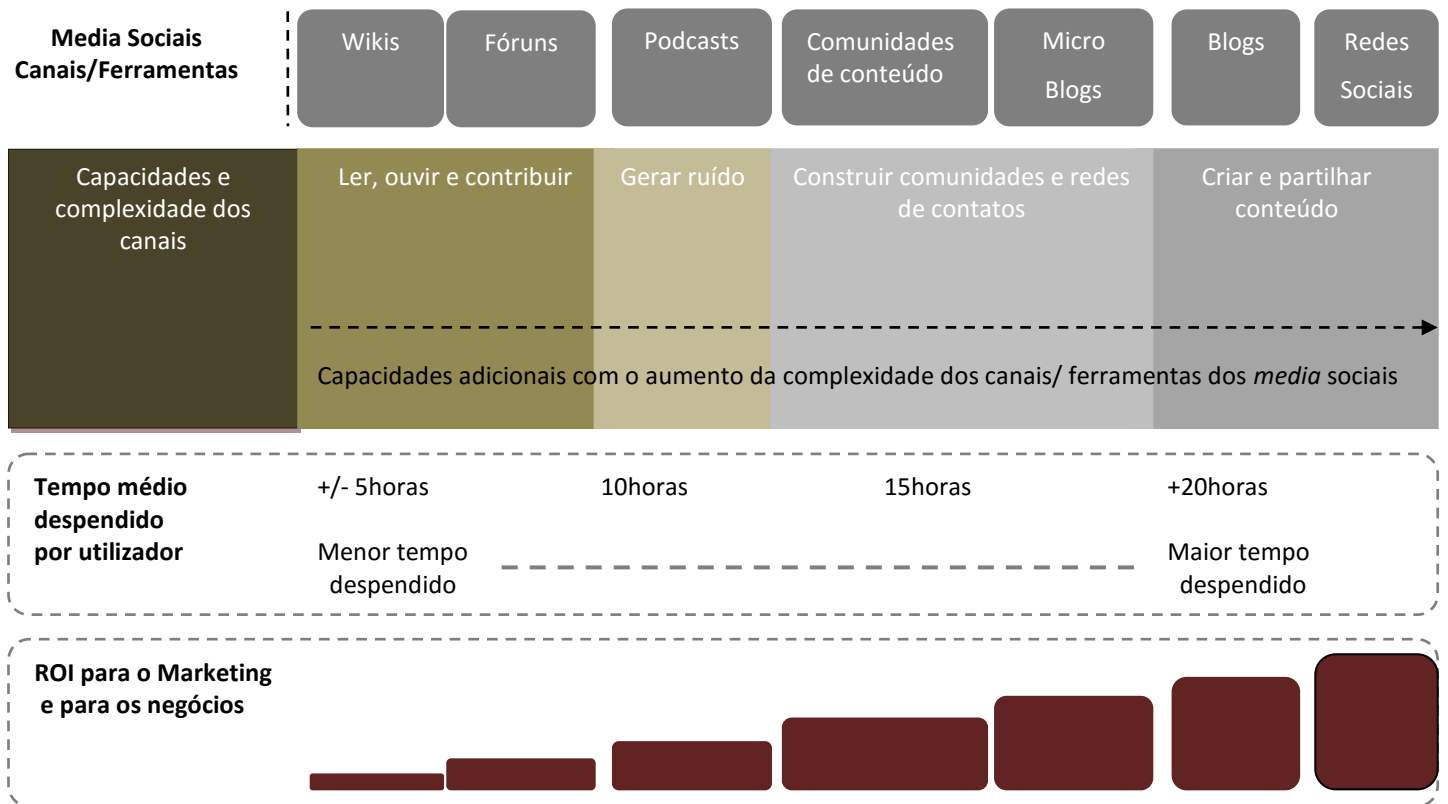 Media Sociais
Canais/Ferramentas
Wikis
Fóruns
Podcasts
Comunidades
de conteúdo
Micro
Blogs
Blogs
Redes
Sociais
Capacidades e
complexidade dos
canais
Ler, ouvir e contribuir
Gerar ruído
Construir comunidades e redes
de contatos
Criar e partilhar
conteúdo
Capacidades adicionais com o aumento da complexidade dos canais/ ferramentas dos media sociais
Tempo médio
despendido
por utilizador
+/- 5horas
10horas
15horas
+20horas
Menor tempo
despendido
Maior tempo
despendido
ROI para o Marketing
e para os negócios